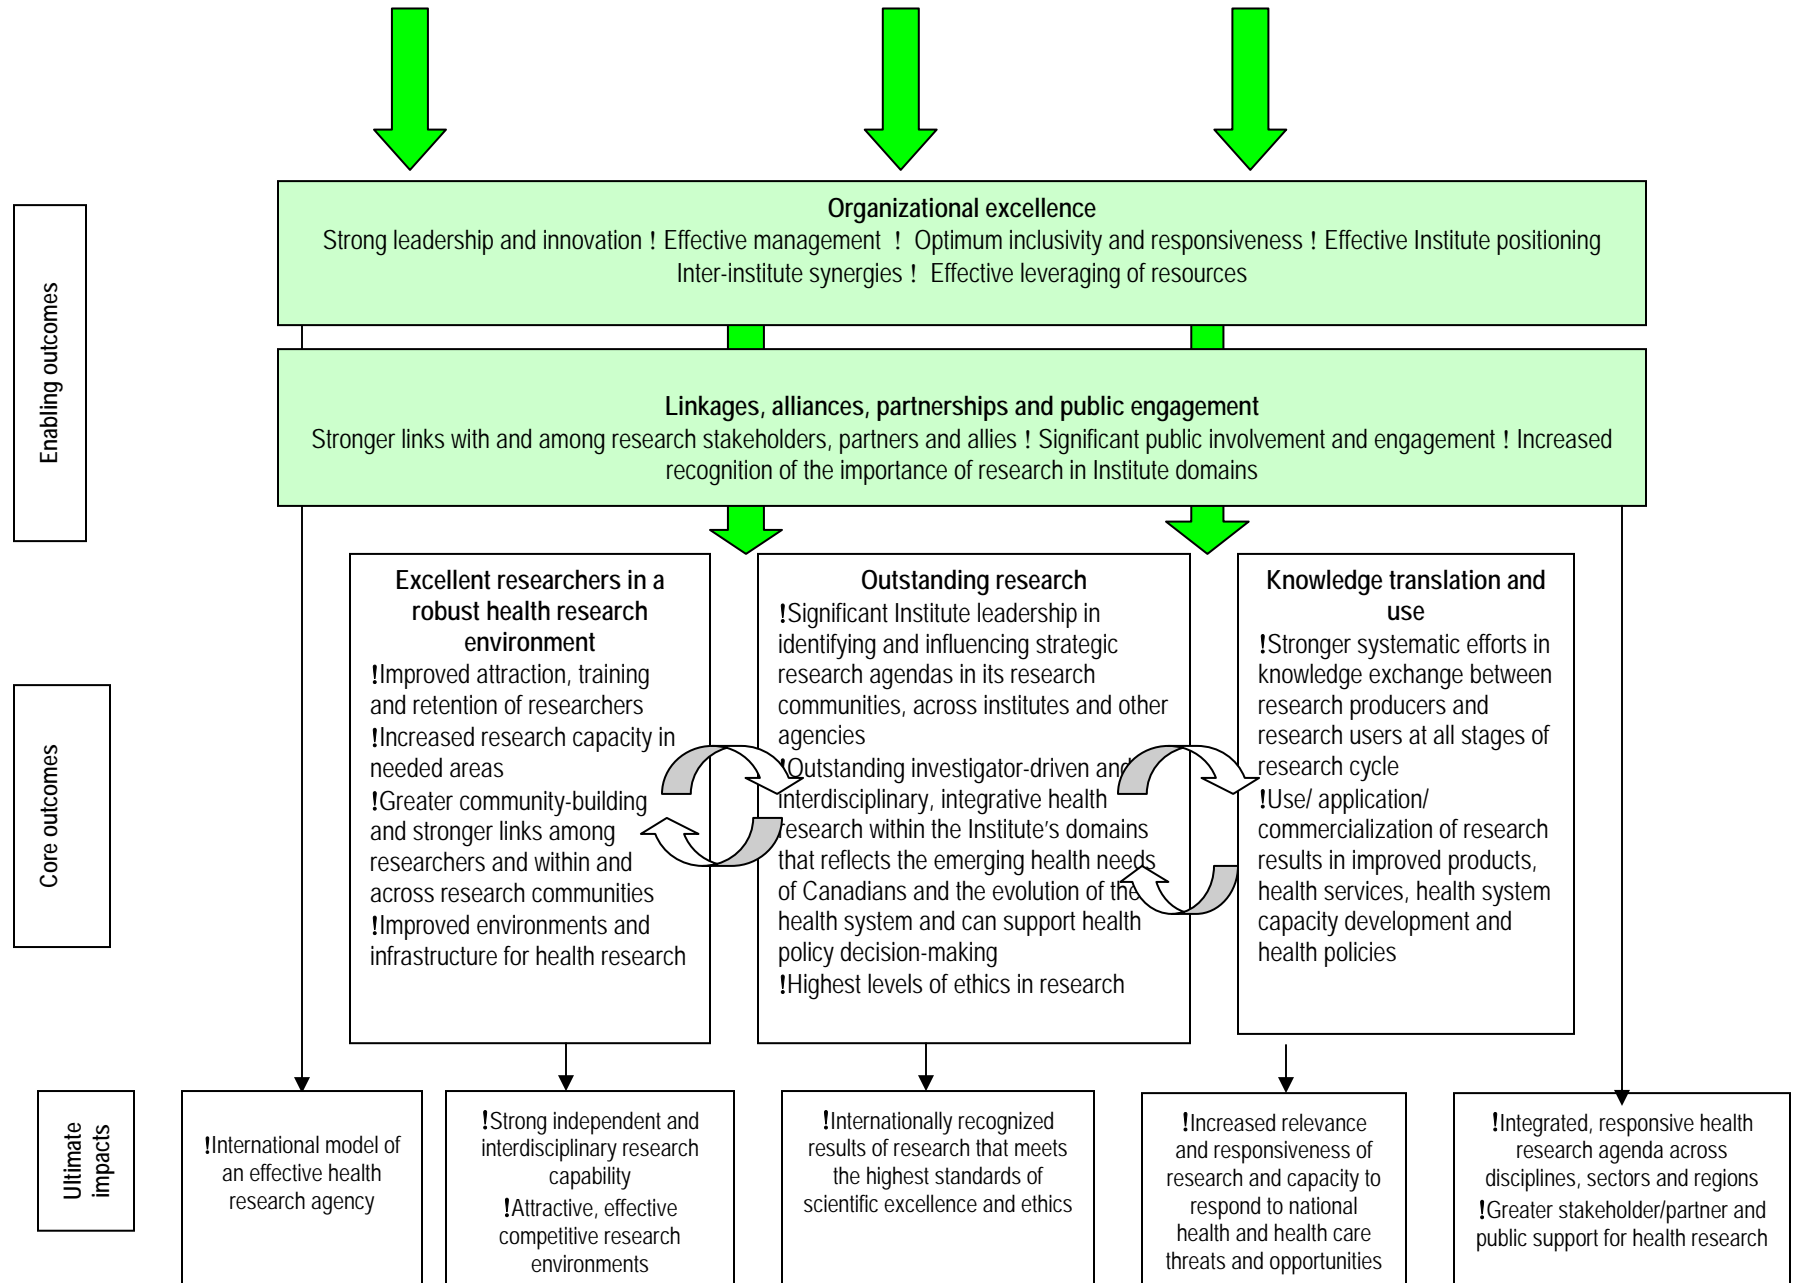 Enabling outcomes
Organizational excellence
Strong leadership and innovation ! Effective management ! Optimum inclusivity and responsiveness ! Effective Institute positioning
Inter-institute synergies ! Effective leveraging of resources
Linkages, alliances, partnerships and public engagement
Stronger links with and among research stakeholders, partners and allies ! Significant public involvement and engagement ! Increased
recognition of the importance of research in Institute domains
Core outcomes
Excellent researchers in a
robust health research
environment
!Improved attraction, training
and retention of researchers
!Increased research capacity in
needed areas
!Greater community-building
and stronger links among
researchers and within and
across research communities
!Improved environments and
infrastructure for health research
Outstanding research
!Significant Institute leadership in
identifying and influencing strategic
research agendas in its research
communities, across institutes and other
agencies
!Outstanding investigator-driven and
interdisciplinary, integrative health
research within the Institute's domains
that reflects the emerging health needs
of Canadians and the evolution of the
health system and can support health
policy decision-making
!Highest levels of ethics in research
Knowledge translation and
use
!Stronger systematic efforts in
knowledge exchange between
research producers and
research users at all stages of
research cycle
!Use/ application/
commercialization of research
results in improved products,
health services, health system
capacity development and
health policies
Ultimate
impacts
!International model of
an effective health
research agency
!Strong independent and
interdisciplinary research
capability
!Attractive, effective
competitive research
environments
!Internationally recognized
results of research that meets
the highest standards of
scientific excellence and ethics
!Increased relevance
and responsiveness of
research and capacity to
respond to national
health and health care
threats and opportunities
!Integrated, responsive health
research agenda across
disciplines, sectors and regions
!Greater stakeholder/partner and
public support for health research